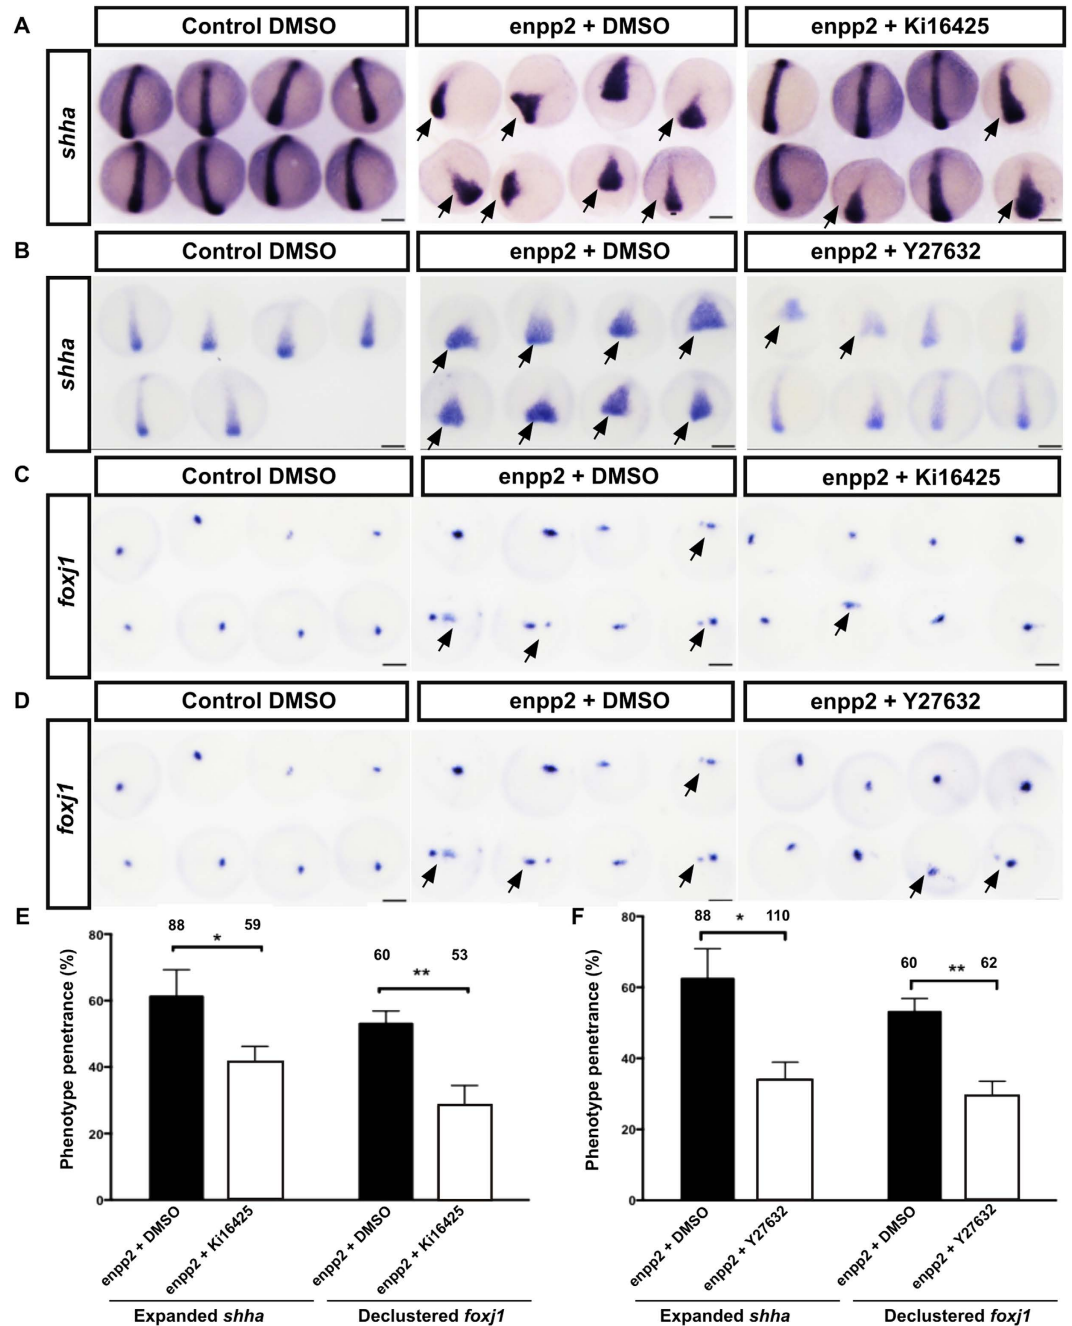 A
Control DMSO
enpp2 + DMSO
enpp2 + Ki16425
shha
B
Control DMSO
enpp2 + DMSO
enpp2 + Y27632
shha
C
Control DMSO
enpp2 + DMSO
enpp2 + Ki16425
foxj1
D
Control DMSO
enpp2 + DMSO
enpp2 + Y27632
foxj1
E
88
*
59
60
**
53
Phenotype penetrance (%)
80
60
40
20
0
enpp2 + DMSO
enpp2 + Ki16425
enpp2 + DMSO
enpp2 + Ki16425
Expanded shha
Declustered foxj1
F
88
*
110
60
**
62
Phenotype penetrance (%)
80
60
40
20
0
enpp2 + DMSO
enpp2 + Y27632
enpp2 + DMSO
enpp2 + Y27632
Expanded shha
Declustered foxj1